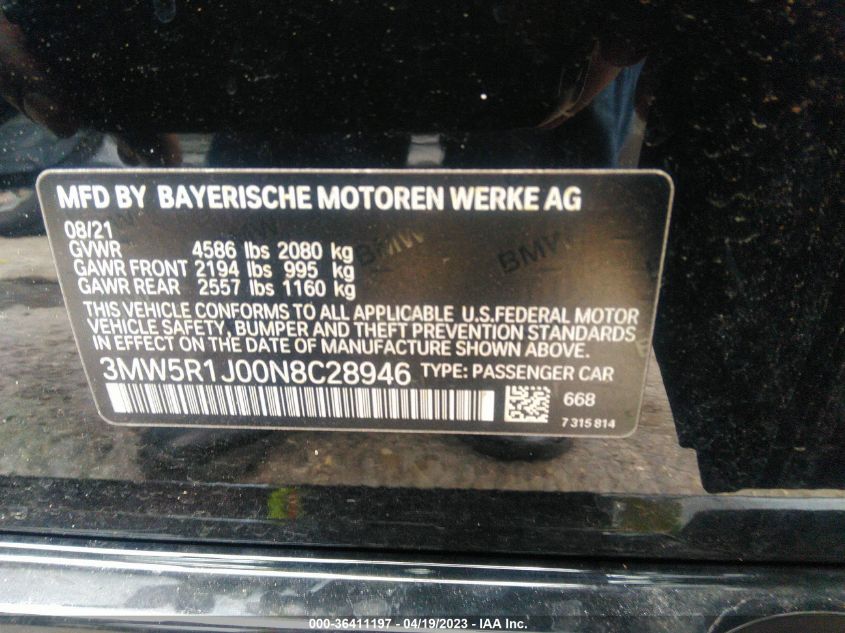 MFD BY BAYERISCHE MOTOREN WERKE AG
08/21
GVWR 4586 lbs 2080 kg
GAWR FRONT 2194 lbs 995 kg
GAWR REAR 2557 lbs 1160 kg
THIS VEHICLE CONFORMS TO ALL APPLICABLE U.S.FEDERAL MOTOR
VEHICLE SAFETY, BUMPER AND THEFT PREVENTION STANDARDS
IN EFFECT ON THE DATE OF MANUFACTURE SHOWN ABOVE.
3MW5R1J00N8C28946 TYPE: PASSENGER CAR
668
7 315 814
BMW
BMW
000-36411197 - 04/19/2023 - IAA Inc.